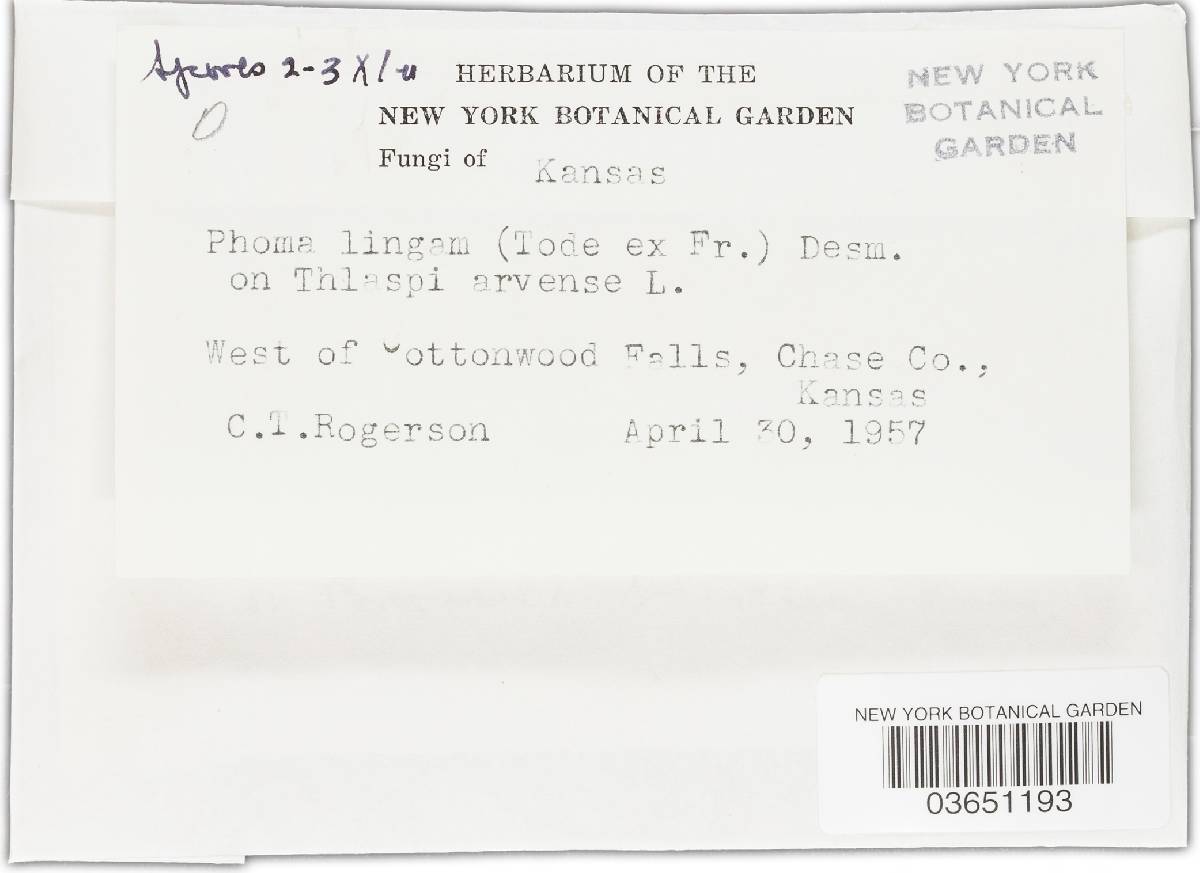 Spores 2-3 X 1 u
HERBARIUM OF THE
NEW YORK BOTANICAL GARDEN
Fungi of Kansas
NEW YORK
BOTANICAL
GARDEN
Phoma lingam (Tode ex Fr.) Desm.
on Thlaspi arvense L.
West of Cottonwood Falls, Chase Co.,
Kansas
C.T.Rogerson April 30, 1957
NEW YORK BOTANICAL GARDEN
03651193